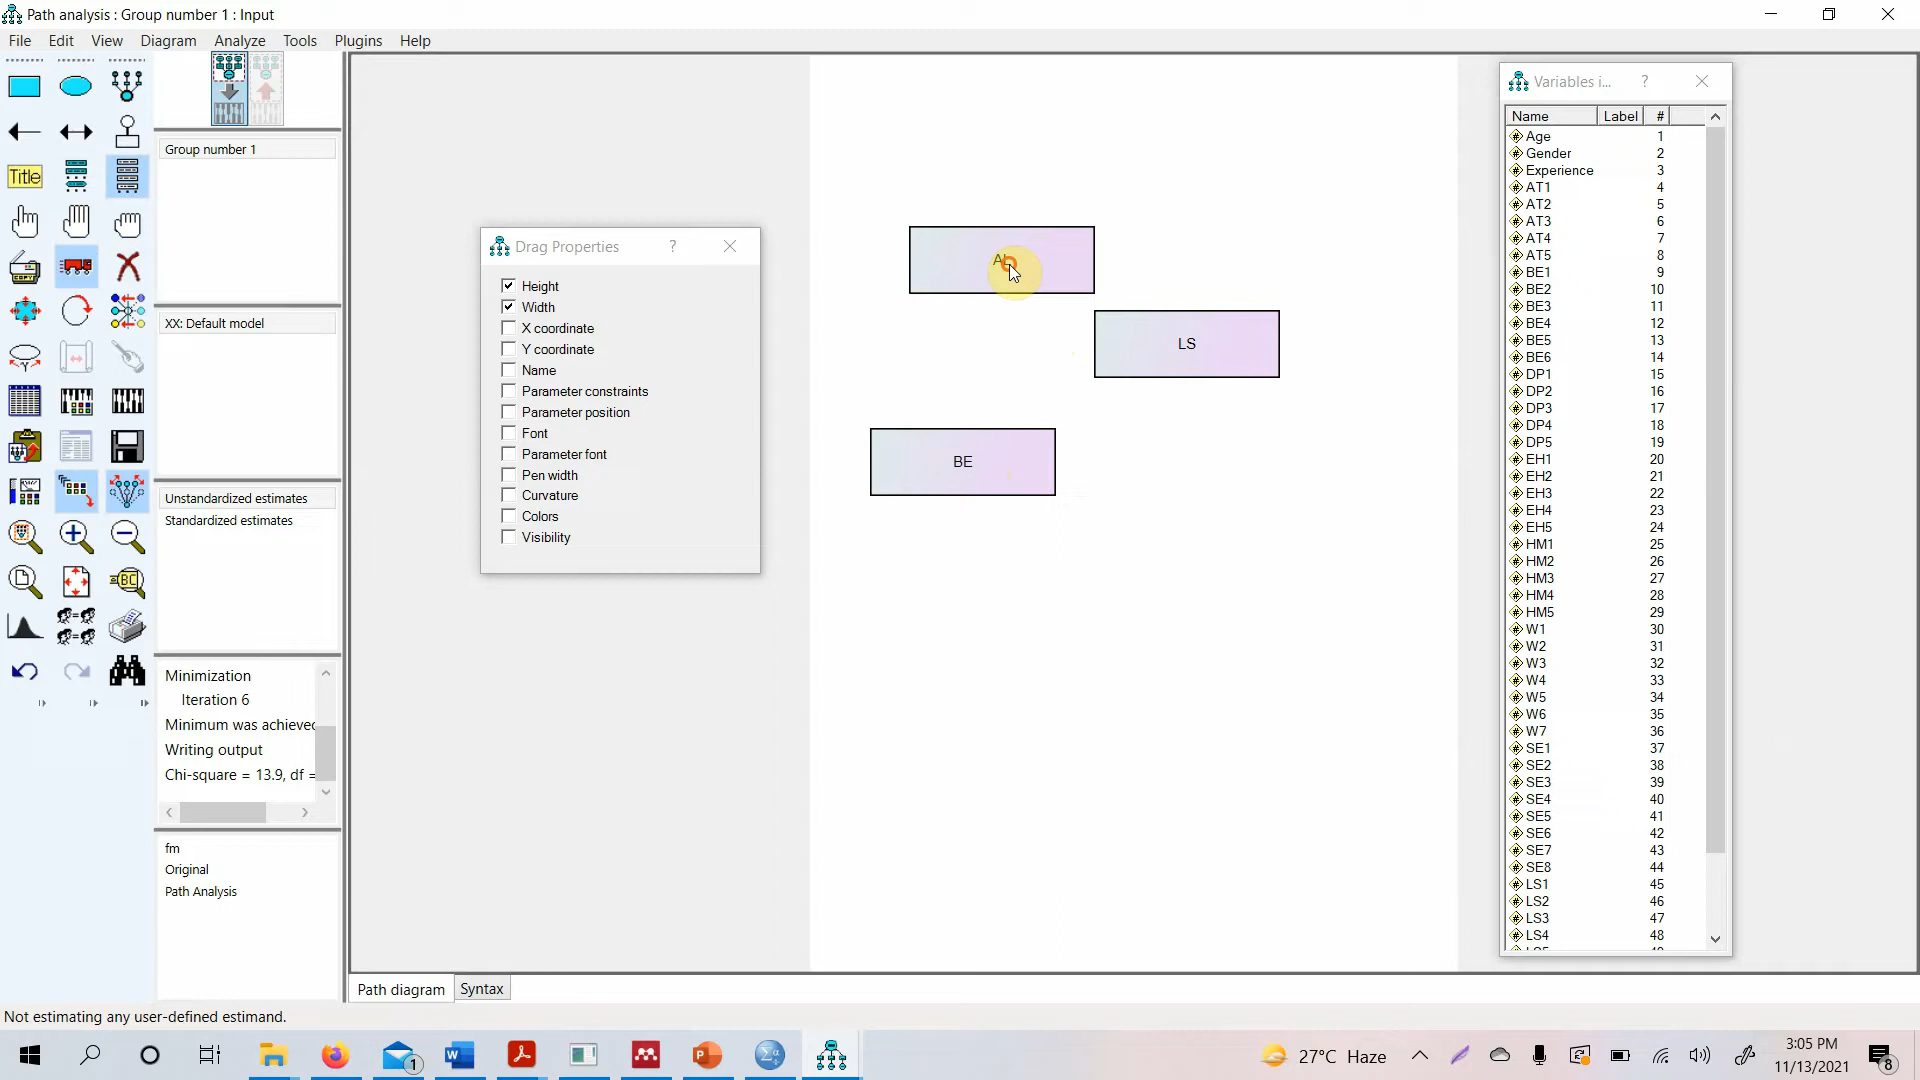 Path analysis : Group number 1 : Input
File Edit View Diagram Analyze Tools Plugins Help
Title
Group number 1
XX: Default model
Unstandardized estimates
Standardized estimates
Minimization
Iteration 6
Minimum was achieved
Writing output
Chi-square = 13.9, df =
fm
Original
Path Analysis
Drag Properties ?
Height
Width
X coordinate
Y coordinate
Name
Parameter constraints
Parameter position
Font
Parameter font
Pen width
Curvature
Colors
Visibility
LS
BE
Variables i... ?
Name Label #
Age 1
Gender 2
Experience 3
AT1 4
AT2 5
AT3 6
AT4 7
AT5 8
BE1 9
BE2 10
BE3 11
BE4 12
BE5 13
BE6 14
DP1 15
DP2 16
DP3 17
DP4 18
DP5 19
EH1 20
EH2 21
EH3 22
EH4 23
EH5 24
HM1 25
HM2 26
HM3 27
HM4 28
HM5 29
W1 30
W2 31
W3 32
W4 33
W5 34
W6 35
W7 36
SE1 37
SE2 38
SE3 39
SE4 40
SE5 41
SE6 42
SE7 43
SE8 44
LS1 45
LS2 46
LS3 47
LS4 48
Path diagram Syntax
Not estimating any user-defined estimand.
27°C Haze
3:05 PM
11/13/2021